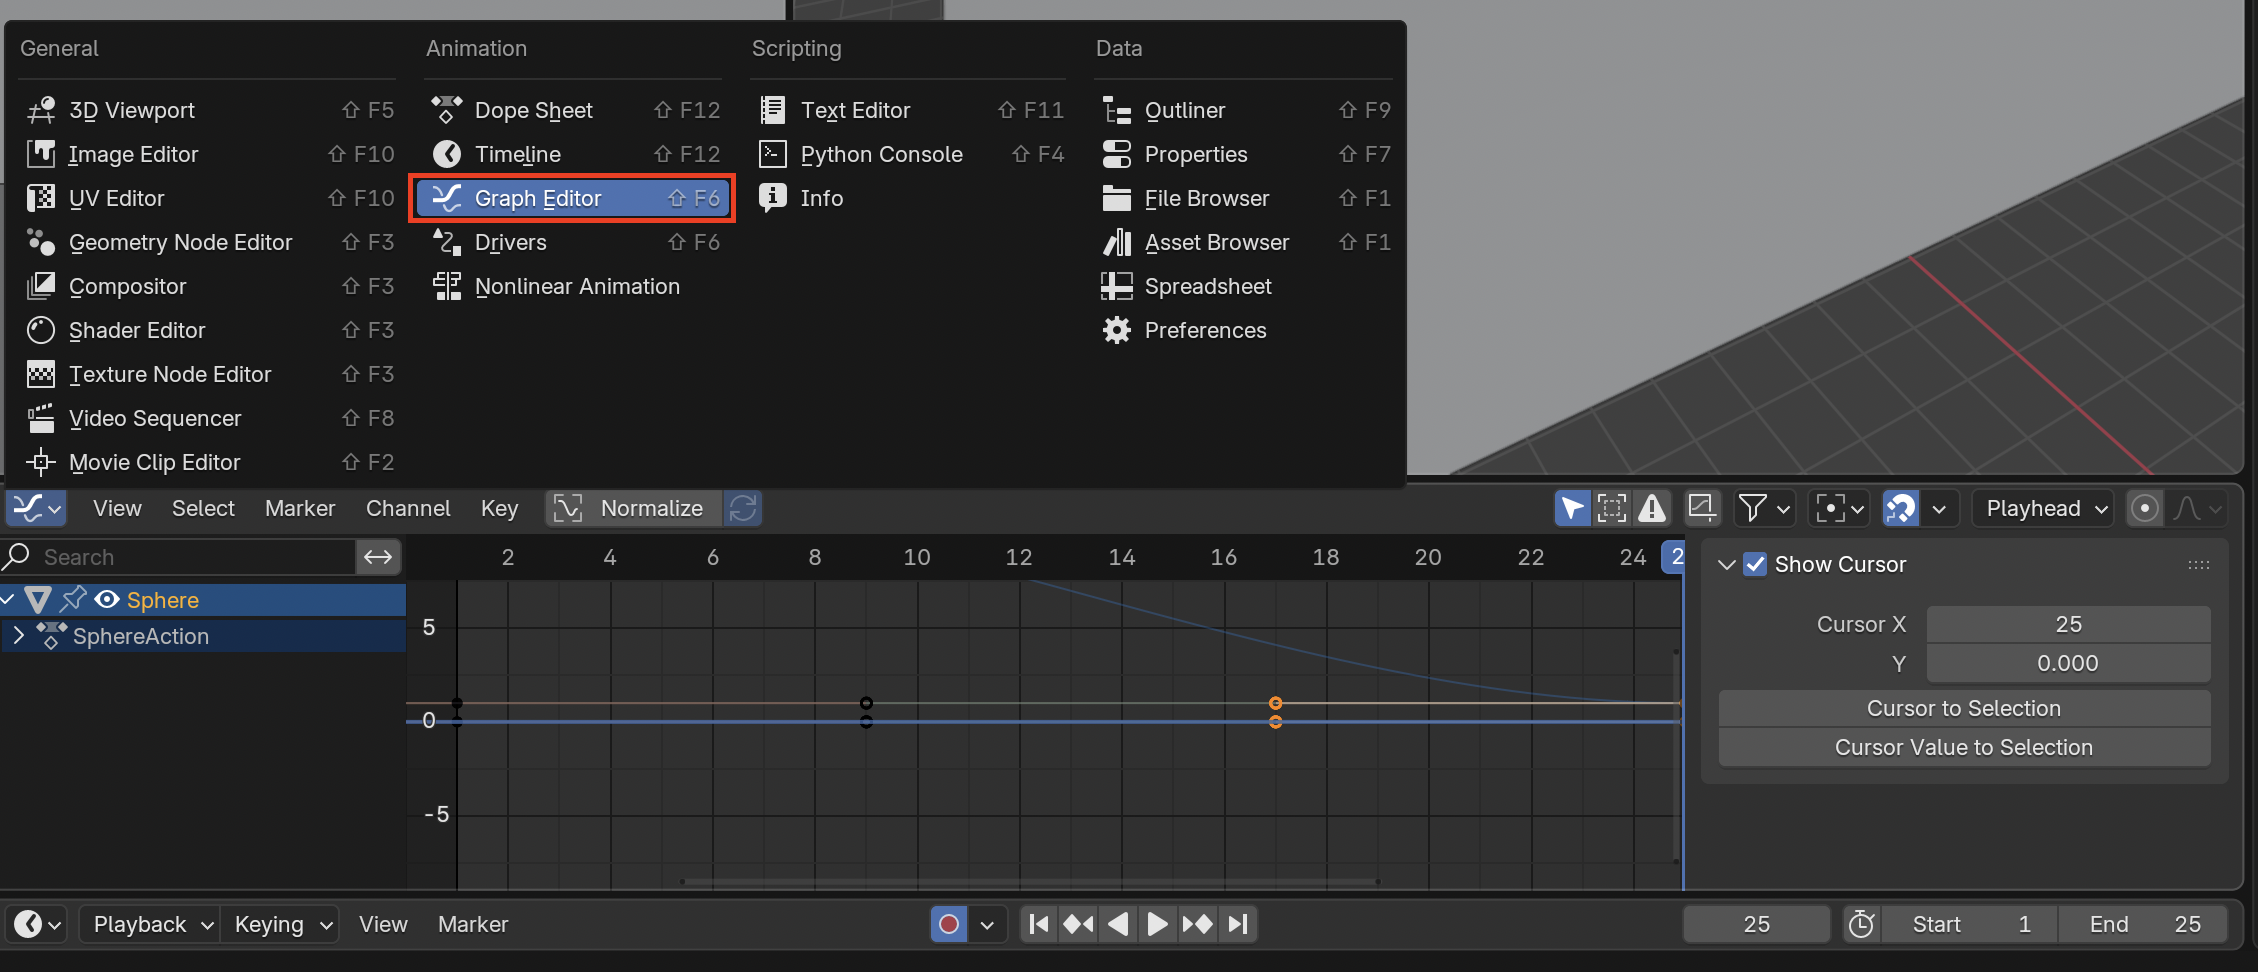 General
Animation
Scripting
Data
3D Viewport ⇧ F5
Dope Sheet ⇧ F12
Text Editor ⇧ F11
Outliner ⇧ F9
Image Editor ⇧ F10
Timeline ⇧ F12
Python Console ⇧ F4
Properties ⇧ F7
UV Editor ⇧ F10
Graph Editor ⇧ F6
Info
File Browser ⇧ F1
Geometry Node Editor ⇧ F3
Drivers ⇧ F6
Asset Browser ⇧ F1
Compositor ⇧ F3
Nonlinear Animation
Spreadsheet
Shader Editor ⇧ F3
Preferences
Texture Node Editor ⇧ F3
Video Sequencer ⇧ F8
Movie Clip Editor ⇧ F2
View Select Marker Channel Key Normalize Playhead
Search
2 4 6 8 10 12 14 16 18 20 22 24 2
Show Cursor
Sphere
SphereAction
5
0
-5
Cursor X 25
Y 0.000
Cursor to Selection
Cursor Value to Selection
Playback Keying View Marker 25 Start 1 End 25